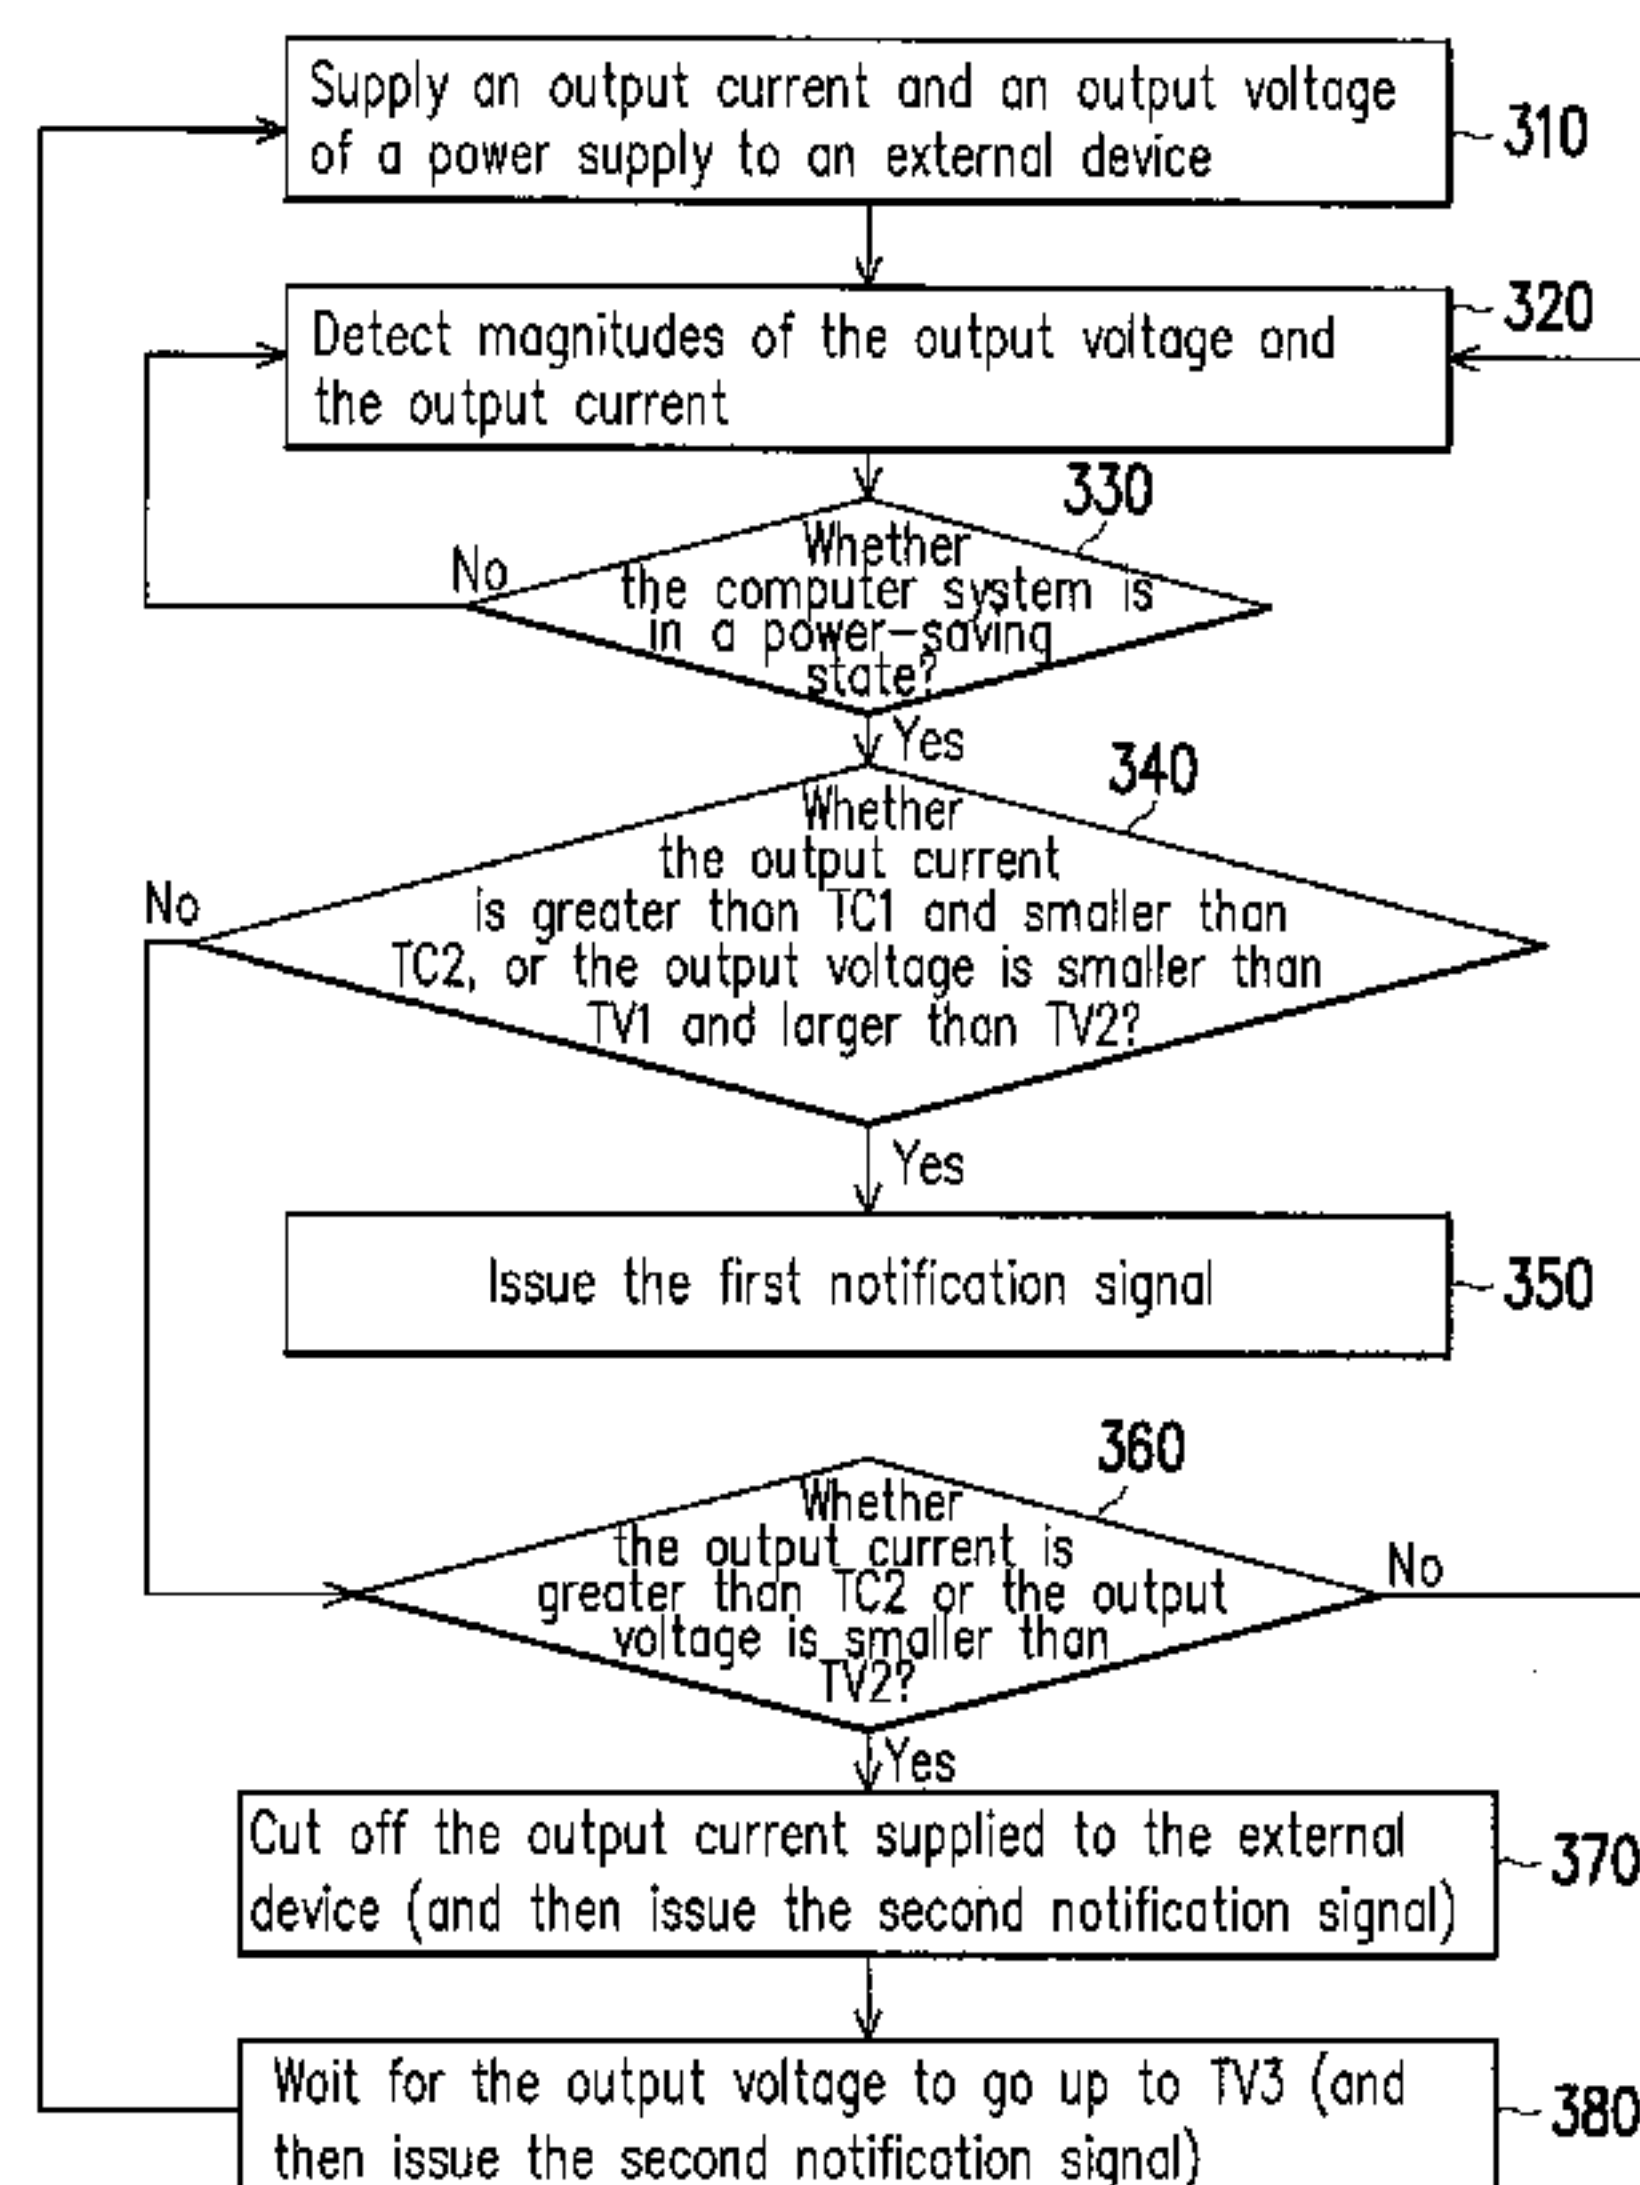 Supply an output current and an output voltage
of a power supply to an external device
310
Detect magnitudes of the output voltage and
the output current
320
330
Whether
the computer system is
in a power-saving
state?
No
Yes
340
Whether
the output current
is greater than TC1 and smaller than
TC2, or the output voltage is smaller than
TV1 and larger than TV2?
No
Yes
Issue the first notification signal
350
360
Whether
the output current is
greater than TC2 or the output
voltage is smaller than
TV2?
No
Yes
Cut off the output current supplied to the external
device (and then issue the second notification signal)
370
Wait for the output voltage to go up to TV3 (and
then issue the second notification signal)
380